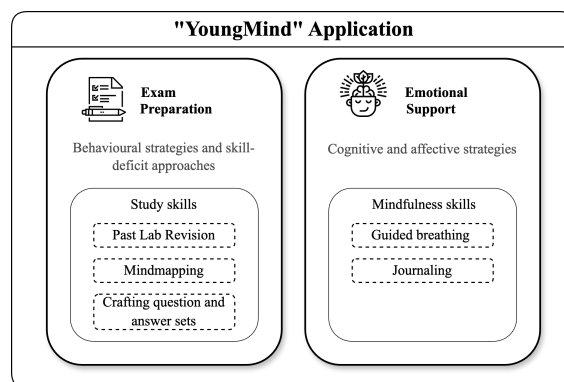 "YoungMind" Application
Exam
Preparation
Behavioural strategies and skill-
deficit approaches
Study skills
Past Lab Revision
Mindmapping
Crafting question and
answer sets
Emotional
Support
Cognitive and affective strategies
Mindfulness skills
Guided breathing
Journaling